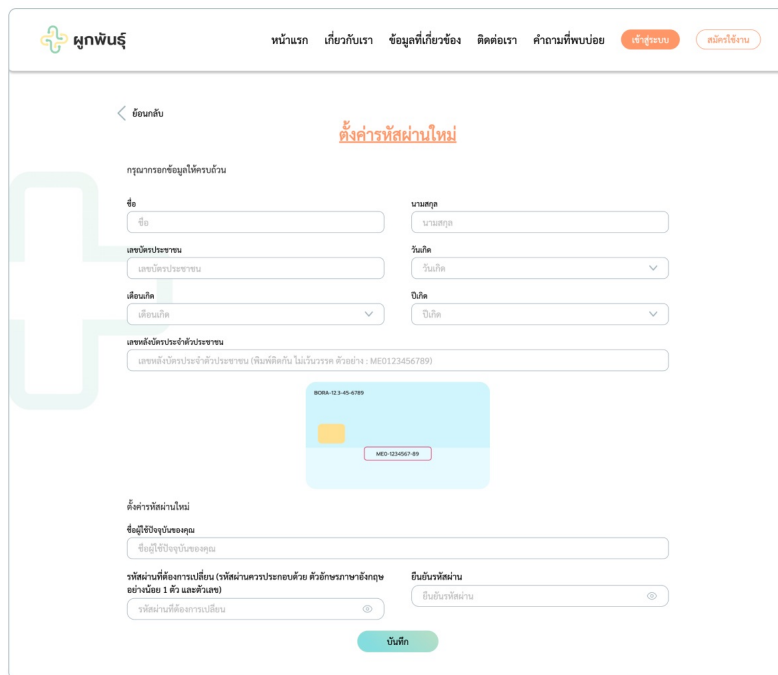 ผูกพันธุ์
หน้าแรก เกี่ยวกับเรา ข้อมูลที่เกี่ยวข้อง ติดต่อเรา คำถามที่พบบ่อย เข้าสู่ระบบ สมัครใช้งาน
ย้อนกลับ
ตั้งค่ารหัสผ่านใหม่
กรุณากรอกข้อมูลให้ครบถ้วน
ชื่อ นามสกุล
ชื่อ นามสกุล
เลขบัตรประชาชน วันเกิด
เลขบัตรประชาชน วันเกิด
เดือนเกิด ปีเกิด
เดือนเกิด ปีเกิด
เลขหลังบัตรประจำตัวประชาชน
เลขหลังบัตรประจำตัวประชาชน (พิมพ์ติดกัน ไม่เว้นวรรค ตัวอย่าง : ME0123456789)
BORA-12.3-45-6789
ME0-1234567-89
ตั้งค่ารหัสผ่านใหม่
ชื่อผู้ใช้ปัจจุบันของคุณ
ชื่อผู้ใช้ปัจจุบันของคุณ
รหัสผ่านที่ต้องการเปลี่ยน (รหัสผ่านควรประกอบด้วย ตัวอักษรภาษาอังกฤษ ยืนยันรหัสผ่าน
อย่างน้อย 1 ตัว และตัวเลข)
รหัสผ่านที่ต้องการเปลี่ยน ยืนยันรหัสผ่าน
บันทึก